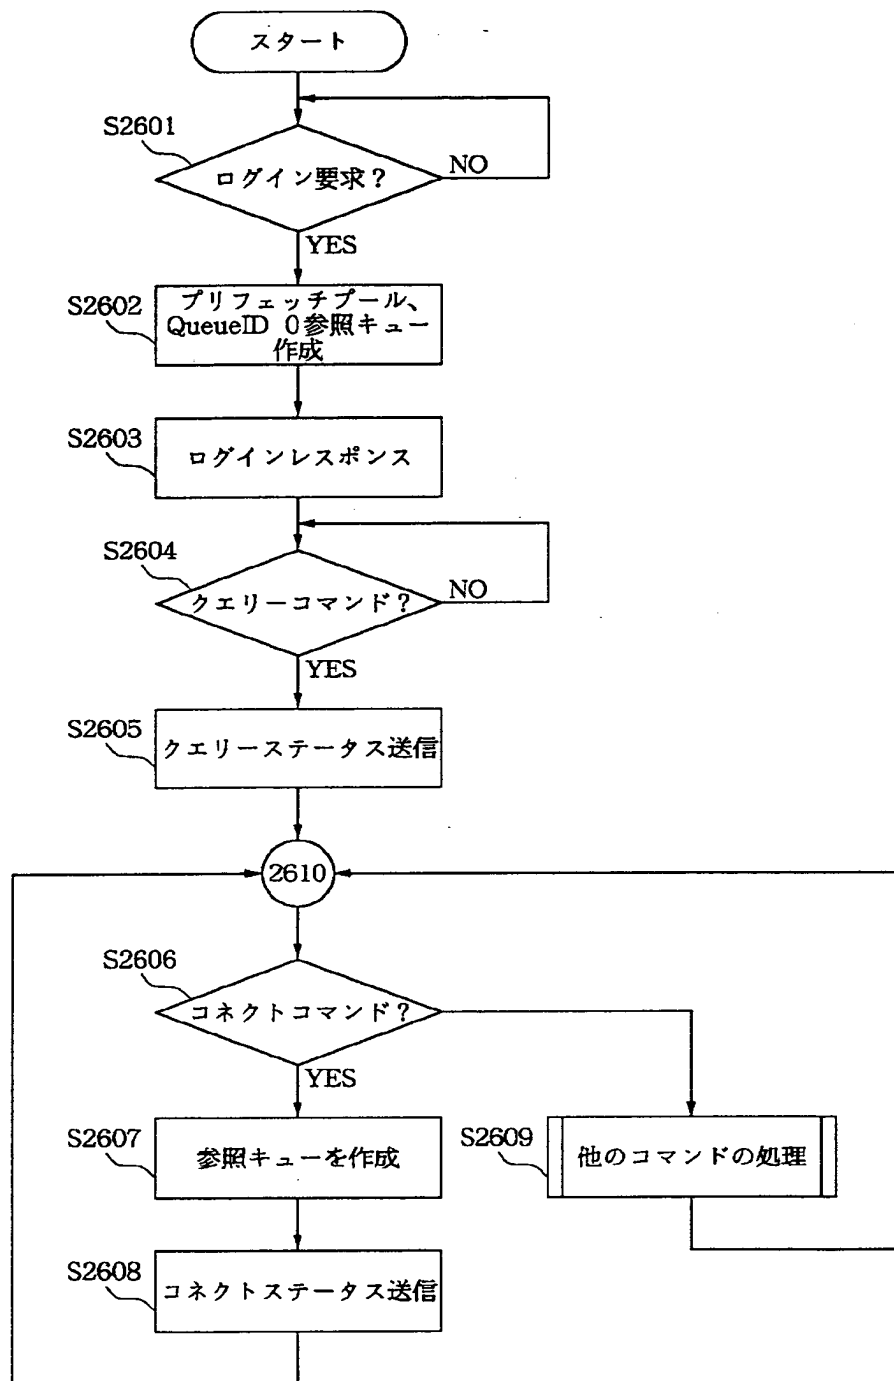 スタート
S2601
ログイン要求?
NO
YES
S2602
プリフェッチプール、
QueueID 0参照キュー
作成
S2603
ログインレスポンス
S2604
クエリーコマンド?
NO
YES
S2605
クエリーステータス送信
2610
S2606
コネクトコマンド?
YES
S2607
参照キューを作成
S2609
他のコマンドの処理
S2608
コネクトステータス送信